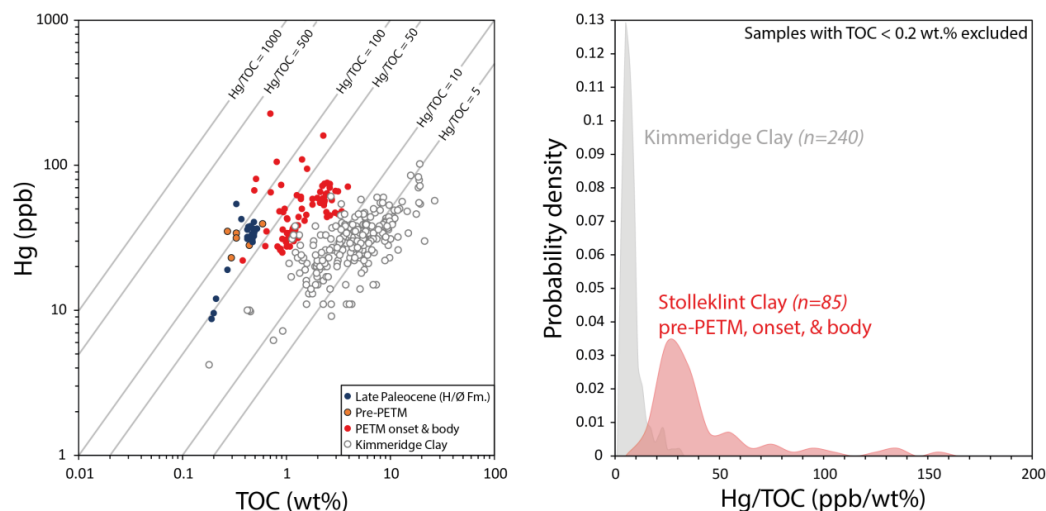 1000
100
10
1
Hg (ppb)
Hg/TOC = 1000
Hg/TOC = 500
Hg/TOC = 100
Hg/TOC = 50
Hg/TOC = 10
Hg/TOC = 5
Late Paleocene (H/Ø Fm.)
Pre-PETM
PETM onset & body
Kimmeridge Clay
0.01
0.1
1
10
100
TOC (wt%)
0.13
0.12
0.11
0.1
0.09
0.08
0.07
0.06
0.05
0.04
0.03
0.02
0.01
0
Probability density
Samples with TOC < 0.2 wt.% excluded
Kimmeridge Clay (n=240)
Stolleklint Clay (n=85)
pre-PETM, onset, & body
0
50
100
150
200
Hg/TOC (ppb/wt%)